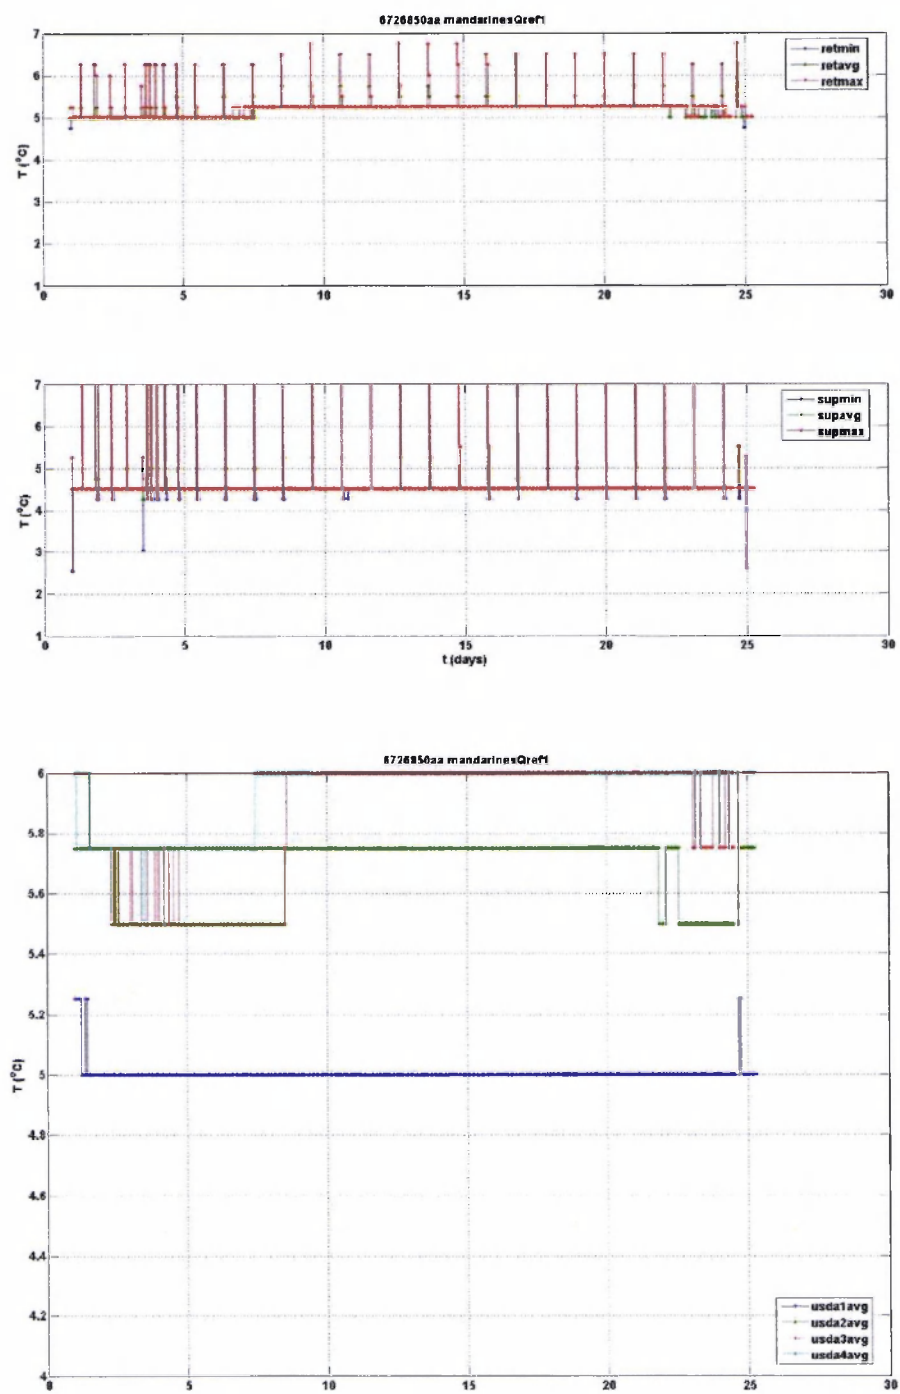 6726850aa mandarinesQref1
7
6
5
4
3
2
1
T (°C)
0 5 10 15 20 25 30
retmin
retavg
retmax
7
6
5
4
3
2
1
T (°C)
0 5 10 15 20 25 30
t (days)
supmin
supavg
supmax
6726850aa mandarinesQref1
6
5.8
5.6
5.4
5.2
5
4.8
4.6
4.4
4.2
4
T (°C)
0 5 10 15 20 25 30
usda1avg
usda2avg
usda3avg
usda4avg